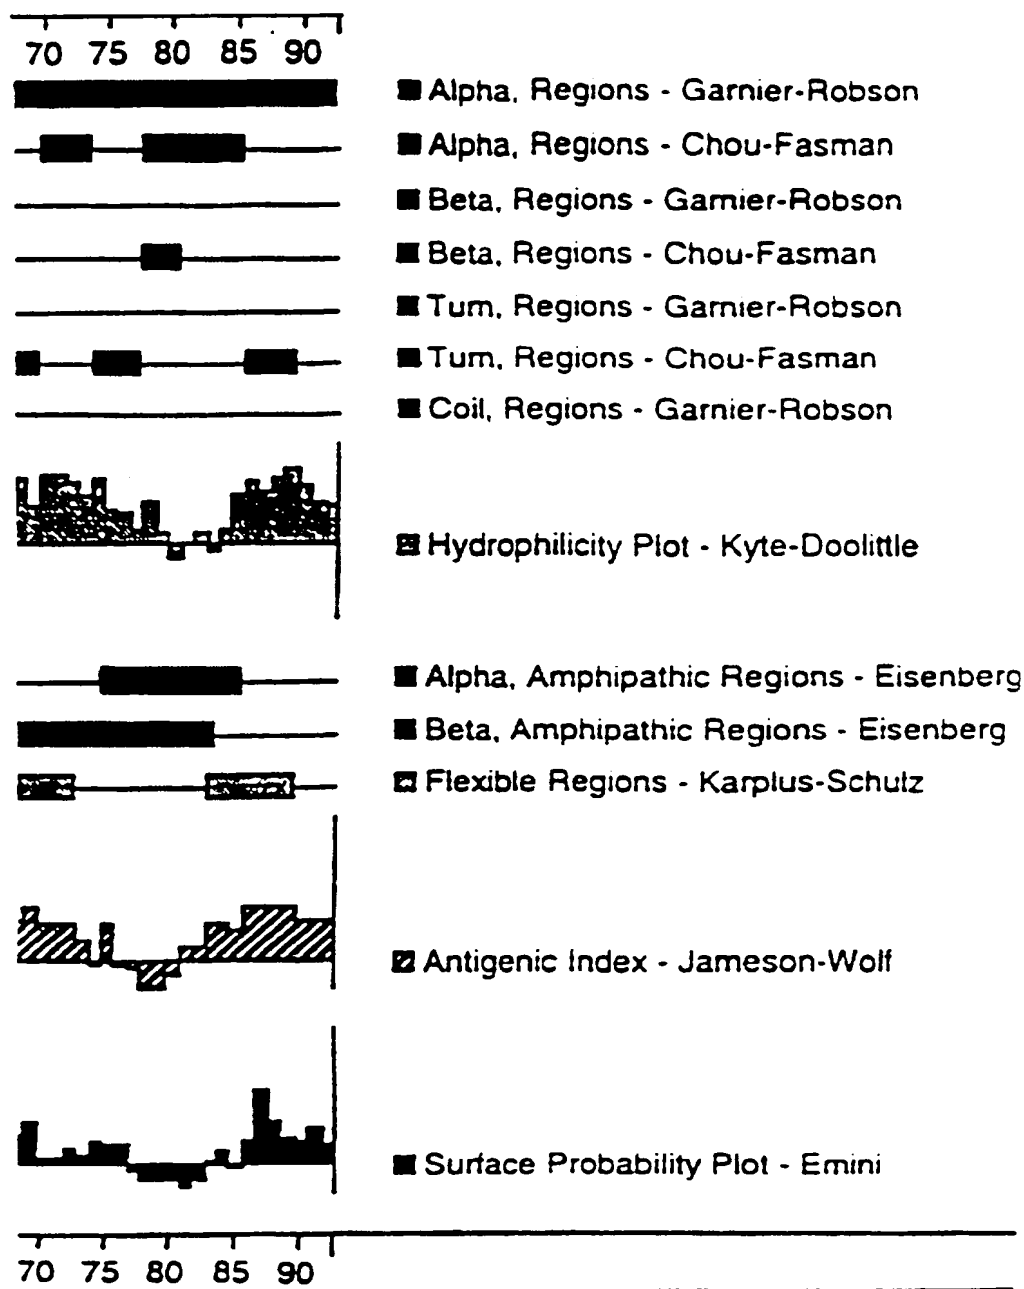 70 75 80 85 90
Alpha, Regions - Garnier-Robson
Alpha, Regions - Chou-Fasman
Beta, Regions - Garnier-Robson
Beta, Regions - Chou-Fasman
Turn, Regions - Garnier-Robson
Turn, Regions - Chou-Fasman
Coil, Regions - Garnier-Robson
Hydrophilicity Plot - Kyte-Doolittle
Alpha, Amphipathic Regions - Eisenberg
Beta, Amphipathic Regions - Eisenberg
Flexible Regions - Karplus-Schulz
Antigenic Index - Jameson-Wolf
Surface Probability Plot - Emini
70 75 80 85 90